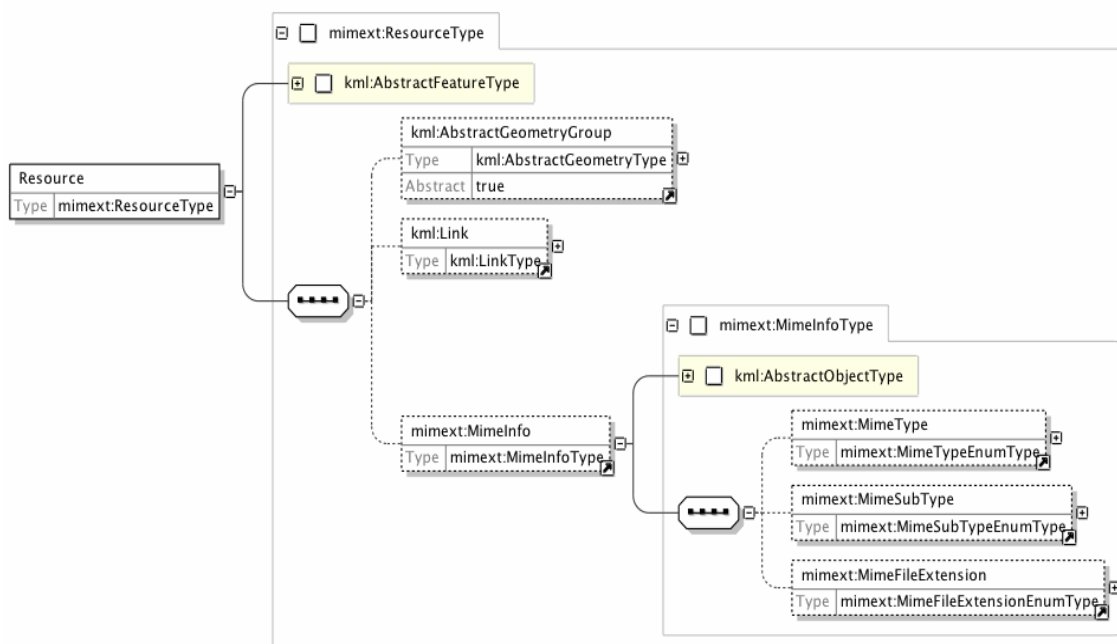 mimext:ResourceType
kml:AbstractFeatureType
kml:AbstractGeometryGroup
Type kml:AbstractGeometryType
Abstract true
Resource
Type mimext:ResourceType
kml:Link
Type kml:LinkType
mimext:MimeInfoType
kml:AbstractObjectType
mimext:MimeInfo
Type mimext:MimeInfoType
mimext:MimeType
Type mimext:MimeTypeEnumType
mimext:MimeSubType
Type mimext:MimeSubTypeEnumType
mimext:MimeFileExtension
Type mimext:MimeFileExtensionEnumType